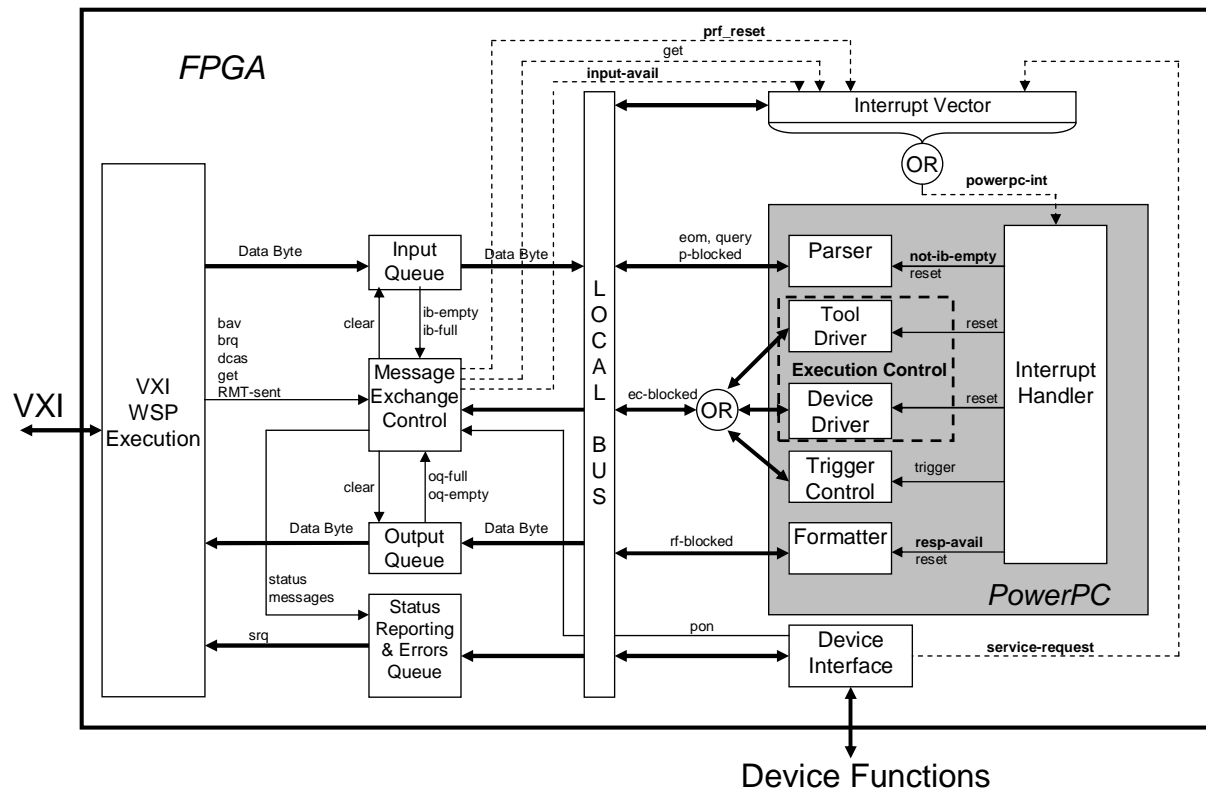 FPGA
prf_reset
get
input-avail
Interrupt Vector
OR
powerpc-int
Data Byte
Input
Queue
Data Byte
eom, query
p-blocked
Parser
not-ib-empty
reset
bav
brq
dcas
get
RMT-sent
clear
ib-empty
ib-full
Tool
Driver
reset
Execution Control
Interrupt
Handler
VXI
VXI
WSP
Execution
Message
Exchange
Control
L
O
C
A
L
B
U
S
ec-blocked
OR
Device
Driver
reset
clear
oq-full
oq-empty
Trigger
Control
trigger
Data Byte
Output
Queue
Data Byte
rf-blocked
Formatter
resp-avail
reset
PowerPC
status
messages
Status
Reporting
& Errors
Queue
srq
pon
Device
Interface
service-request
Device Functions